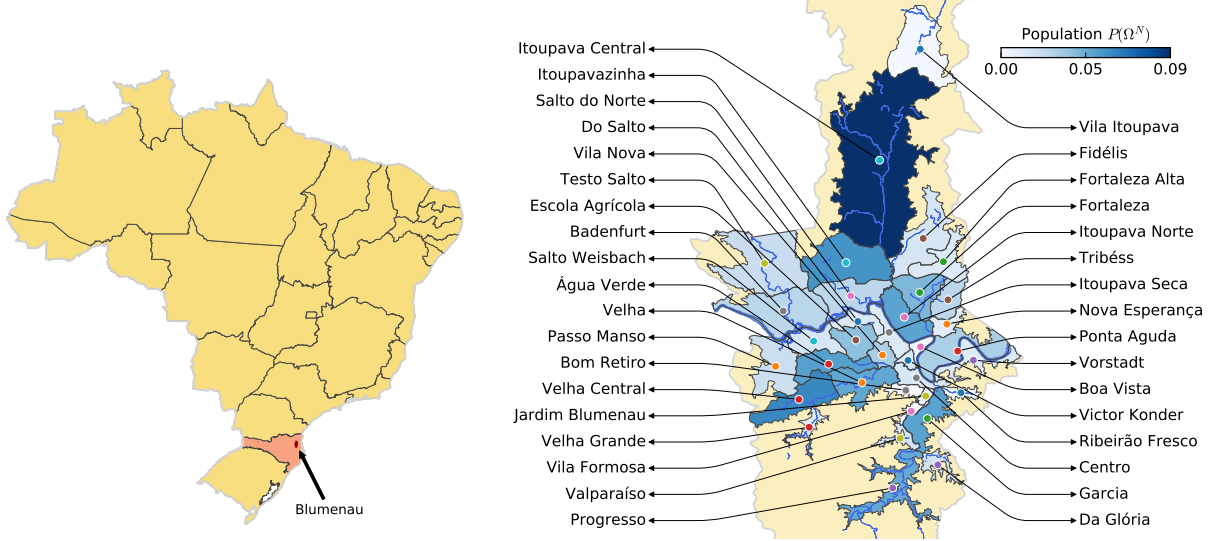 Population P(Ω^N)
0.00 0.05 0.09
Itoupava Central
Itoupavazinha
Salto do Norte
Do Salto
Vila Nova
Testo Salto
Escola Agrícola
Badenfurt
Salto Weisbach
Água Verde
Velha
Passo Manso
Bom Retiro
Velha Central
Jardim Blumenau
Velha Grande
Vila Formosa
Valparaíso
Progresso
Vila Itoupava
Fidélis
Fortaleza Alta
Fortaleza
Itoupava Norte
Tribéss
Itoupava Seca
Nova Esperança
Ponta Aguda
Vorstadt
Boa Vista
Victor Konder
Ribeirão Fresco
Centro
Garcia
Da Glória
Blumenau